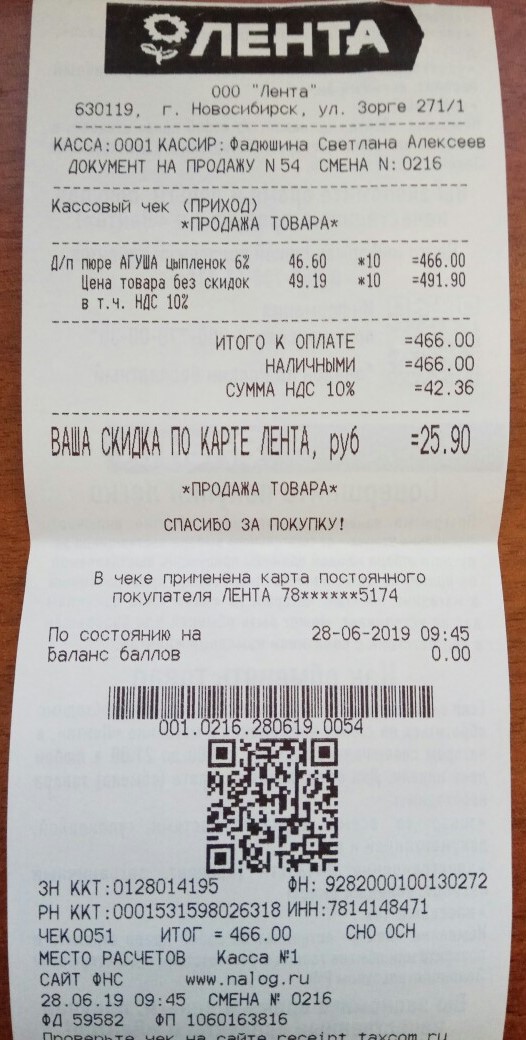 ЛЕНТА
ООО "Лента"
630119, г. Новосибирск, ул. Зорге 271/1
КАССА:0001 КАССИР: Фадюшина Светлана Алексеев
ДОКУМЕНТ НА ПРОДАЖУ N 54 СМЕНА N: 0216
Кассовый чек (ПРИХОД)
*ПРОДАЖА ТОВАРА*
Д/п пюре АГУША цыпленок 6% 46.60 *10 =466.00
Цена товара без скидок 49.19 *10 =491.90
в т.ч. НДС 10%
ИТОГО К ОПЛАТЕ =466.00
НАЛИЧНЫМИ =466.00
СУММА НДС 10% =42.36
ВАША СКИДКА ПО КАРТЕ ЛЕНТА, руб =25.90
*ПРОДАЖА ТОВАРА*
СПАСИБО ЗА ПОКУПКУ!
В чеке применена карта постоянного
покупателя ЛЕНТА 78******5174
По состоянию на 28-06-2019 09:45
Баланс баллов 0.00
001.0216.280619.0054
ЗН ККТ:0128014195 ФН: 9282000100130272
РН ККТ:0001531598026318 ИНН:7814148471
ЧЕК 0051 ИТОГ = 466.00 СНО ОСН
МЕСТО РАСЧЕТОВ Касса №1
САЙТ ФНС www.nalog.ru
28.06.19 09:45 СМЕНА № 0216
ФД 59582 ФП 1060163816
Проверьте чек на сайте receipt.taxcom.ru